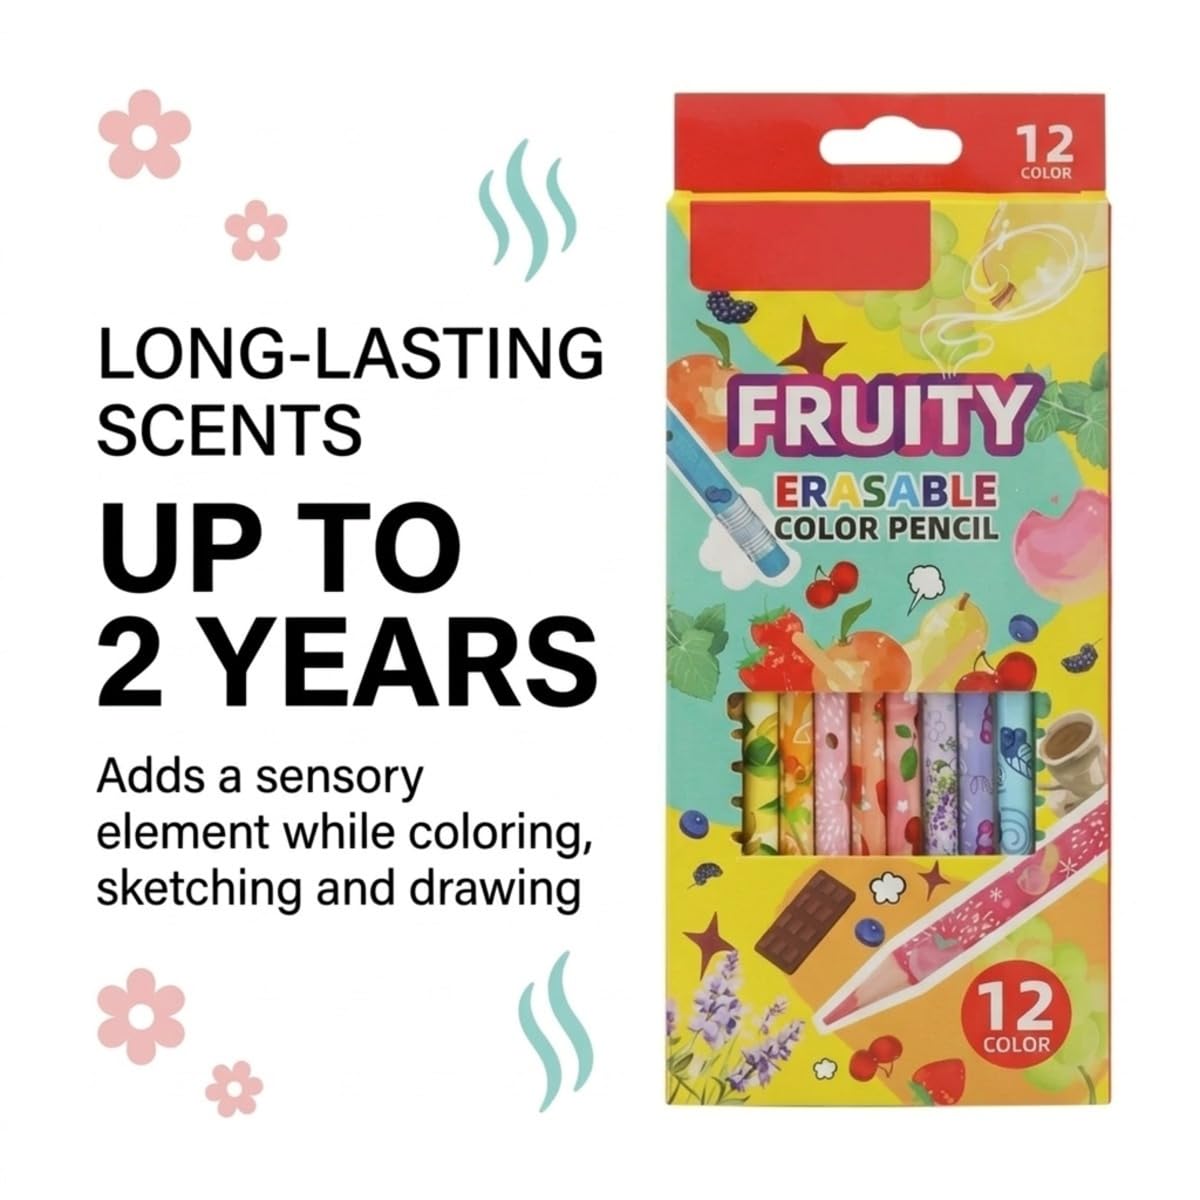 LONG-LASTING
SCENTS
UP TO
2 YEARS
Adds a sensory
element while coloring,
sketching and drawing
12
COLOR
FRUITY
ERASABLE
COLOR PENCIL
12
COLOR